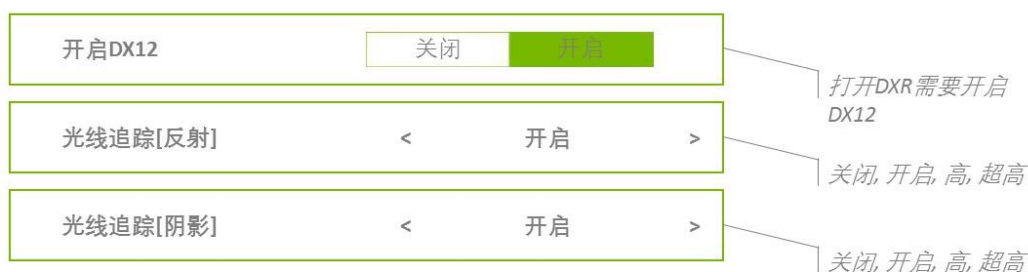 开启DX12
关闭
开启
打开DXR需要开启
DX12
光线追踪[反射]
<
开启
>
关闭, 开启, 高, 超高
光线追踪[阴影]
<
开启
>
关闭, 开启, 高, 超高